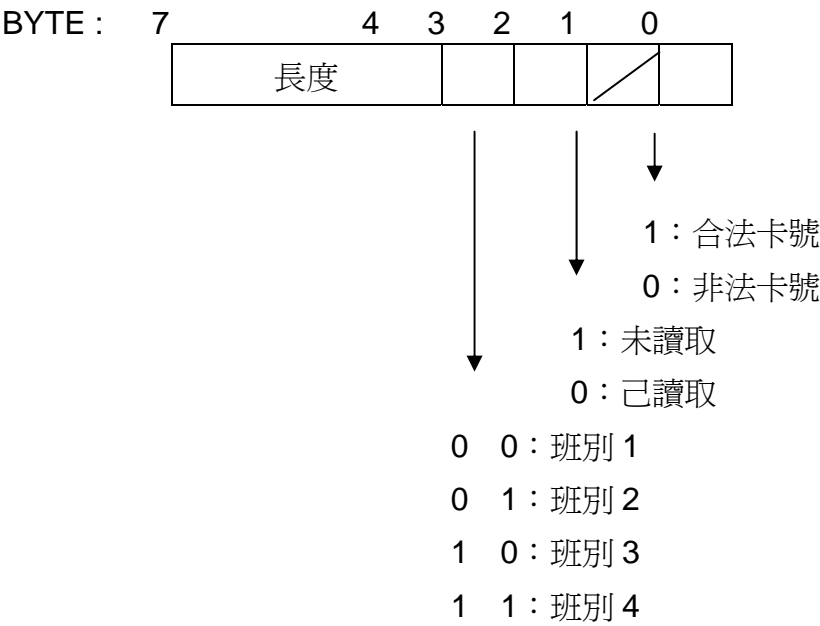 BYTE : 7 4 3 2 1 0
長度
1：合法卡號
0：非法卡號
1：未讀取
0：己讀取
0 0：班別 1
0 1：班別 2
1 0：班別 3
1 1：班別 4